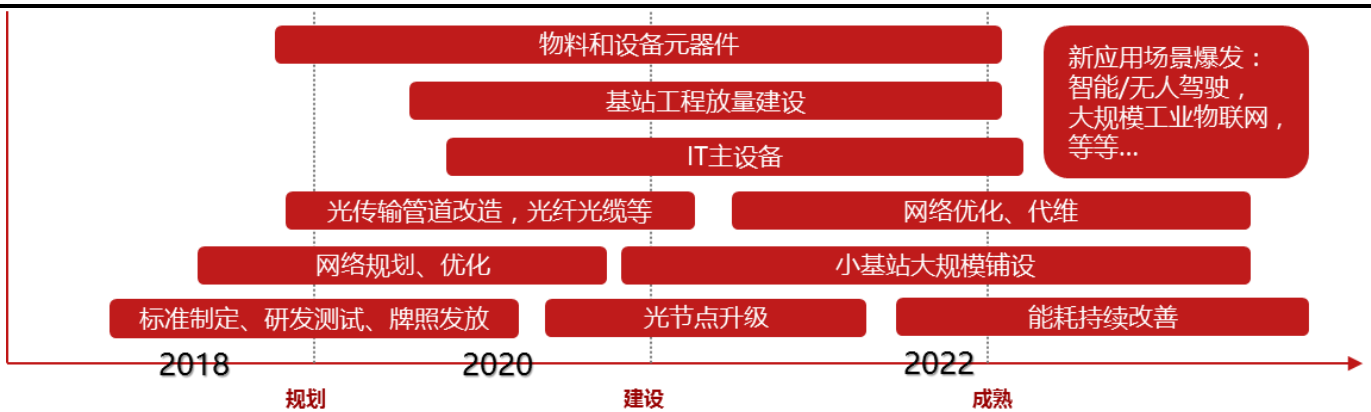 物料和设备元器件
新应用场景爆发：
智能/无人驾驶，
大规模工业物联网，
等等...
基站工程放量建设
IT主设备
光传输管道改造，光纤光缆等
网络优化、代维
网络规划、优化
小基站大规模铺设
标准制定、研发测试、牌照发放
光节点升级
能耗持续改善
2018
2020
2022
规划
建设
成熟